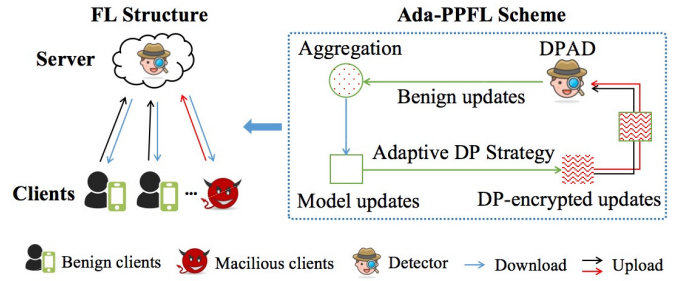 FL Structure
Ada-PPFL Scheme
Server
Aggregation
DPAD
Benign updates
Adaptive DP Strategy
Clients
...
Model updates
DP-encrypted updates
Benign clients
Macilious clients
Detector
Download
Upload